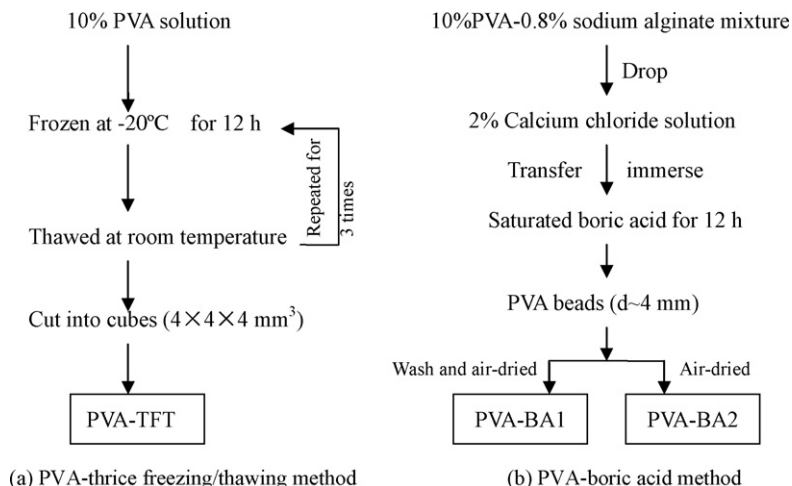 10% PVA solution
Frozen at -20ºC for 12 h
Repeated for
3 times
Thawed at room temperature
Cut into cubes (4×4×4 mm³)
PVA-TFT
(a) PVA-thrice freezing/thawing method
10%PVA-0.8% sodium alginate mixture
Drop
2% Calcium chloride solution
Transfer immerse
Saturated boric acid for 12 h
PVA beads (d~4 mm)
Wash and air-dried Air-dried
PVA-BA1 PVA-BA2
(b) PVA-boric acid method